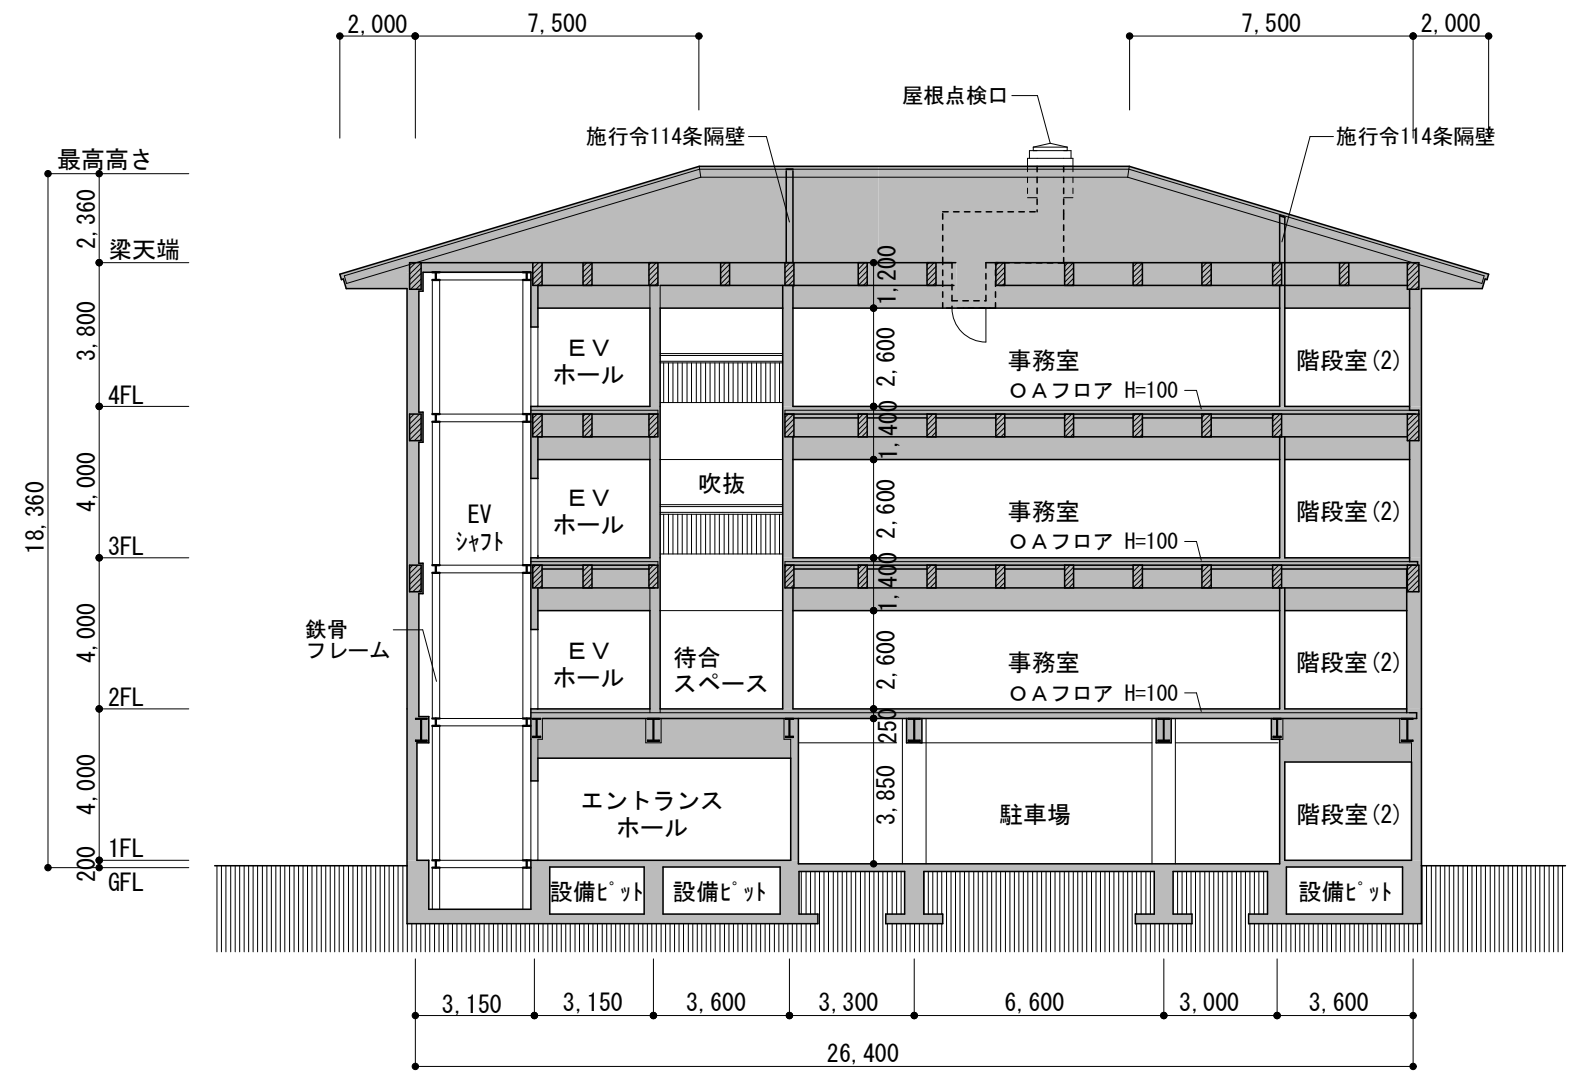 2,000
7,500
7,500
2,000
屋根点検口
施行令114条隔壁
施行令114条隔壁
最高高さ
2,360
梁天端
1,200
3,800
EV
ホール
2,600
事務室
OAフロア H=100
階段室(2)
4FL
1,400
18,360
4,000
EV
シャフト
EV
ホール
吹抜
2,600
事務室
OAフロア H=100
階段室(2)
3FL
1,400
鉄骨
フレーム
4,000
EV
ホール
待合
スペース
2,600
事務室
OAフロア H=100
階段室(2)
2FL
250
4,000
エントランス
ホール
3,850
駐車場
階段室(2)
1FL
200
GFL
設備ピット
設備ピット
設備ピット
3,150
3,150
3,600
3,300
6,600
3,000
3,600
26,400